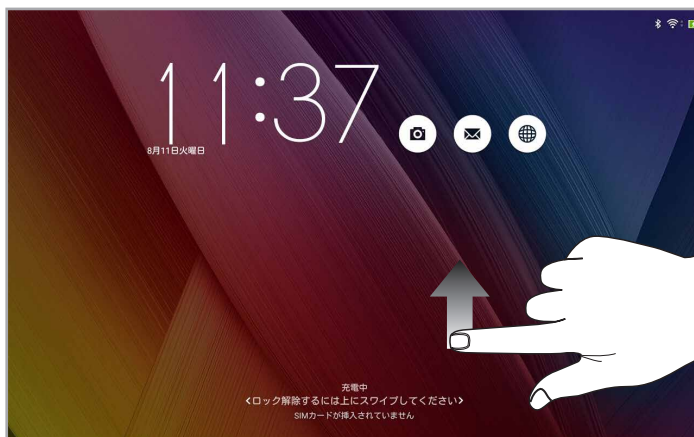 11:37
8月11日火曜日
充電中
<ロック解除するには上にスワイプしてください>
SIMカードが挿入されていません